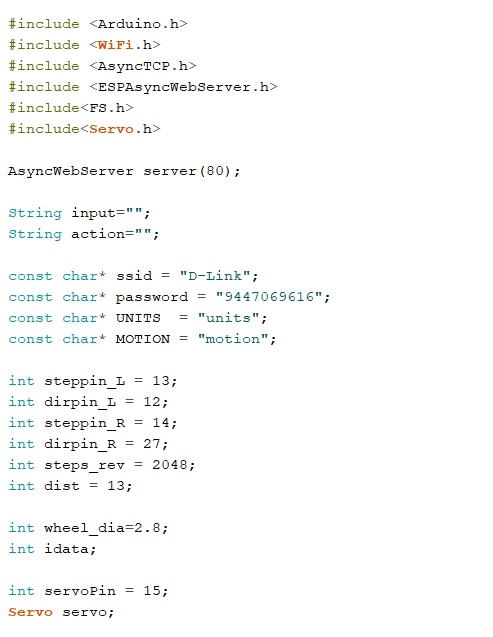 #include <Arduino.h>
#include <WiFi.h>
#include <AsyncTCP.h>
#include <ESPAsyncWebServer.h>
#include<FS.h>
#include<Servo.h>
AsyncWebServer server(80);
String input="";
String action="";
const char* ssid = "D-Link";
const char* password = "9447069616";
const char* UNITS  = "units";
const char* MOTION = "motion";
int steppin_L = 13;
int dirpin_L = 12;
int steppin_R = 14;
int dirpin_R = 27;
int steps_rev = 2048;
int dist = 13;
int wheel_dia=2.8;
int idata;
int servoPin = 15;
Servo servo;